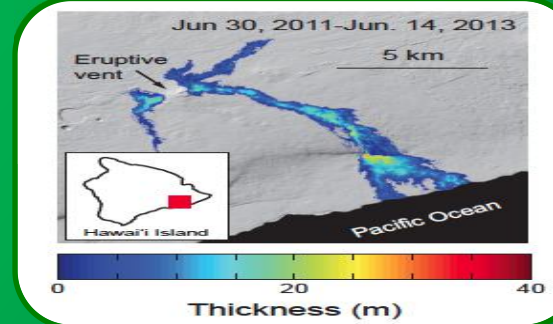 Jun 30, 2011-Jun. 14, 2013
Eruptive
vent
5 km
Hawai'i Island
Pacific Ocean
0 20 40
Thickness (m)